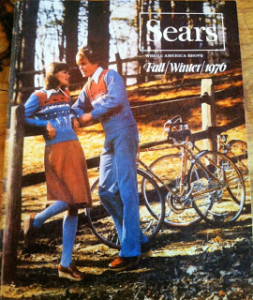 Sears
WHERE AMERICA SHOPS
Fall/Winter/1976